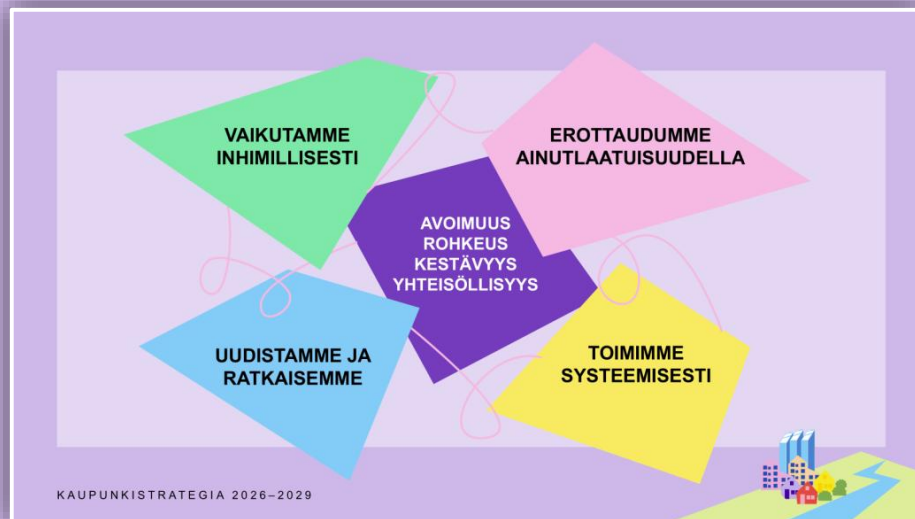 VAIKUTAMME
INHIMILLISESTI
EROTTAUDUMME
AINUTLAATUISUUDELLA
AVOIMUUS
ROHKEUS
KESTÄVYYS
YHTEISÖLLISYYS
UUDISTAMME JA
RATKAISEMME
TOIMIMME
SYSTEEMISESTI
KAUPUNKISTRATEGIA 2026–2029